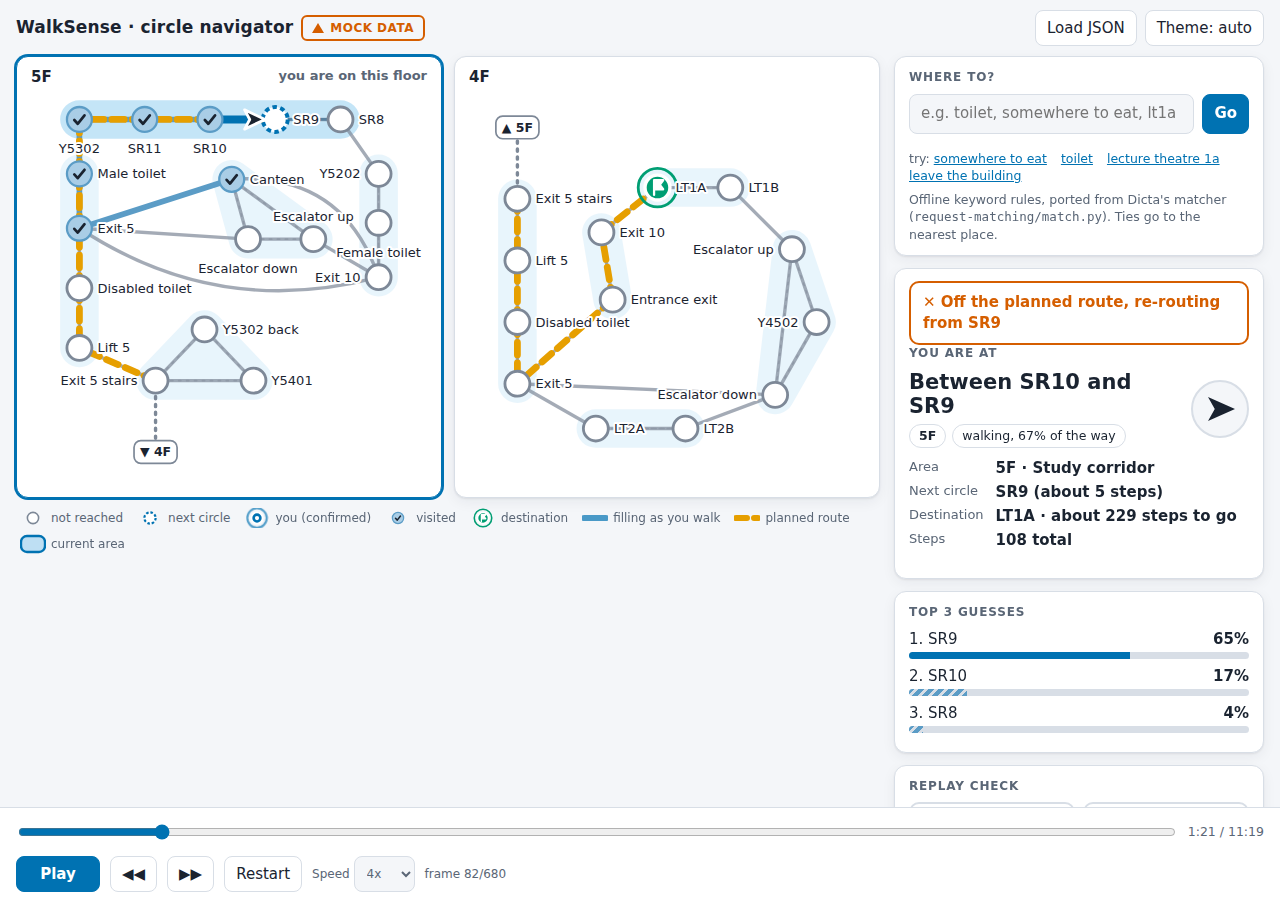 WalkSense · circle navigator
▲ MOCK DATA
Load JSON
Theme: auto
5F
you are on this floor
SR9
SR8
Y5302
SR11
SR10
Male toilet
Canteen
Y5202
Exit 5
Escalator up
Female toilet
Escalator down
Exit 10
Disabled toilet
Y5302 back
Lift 5
Exit 5 stairs
Y5401
▼ 4F
4F
▲ 5F
LT1A
LT1B
Exit 5 stairs
Exit 10
Escalator up
Lift 5
Entrance exit
Disabled toilet
Y4502
Exit 5
Escalator down
LT2A
LT2B
not reached
next circle
you (confirmed)
visited
destination
filling as you walk
planned route
current area
WHERE TO?
e.g. toilet, somewhere to eat, lt1a
Go
try: somewhere to eat toilet lecture theatre 1a
leave the building
Offline keyword rules, ported from Dicta's matcher
(request-matching/match.py). Ties go to the
nearest place.
× Off the planned route, re-routing
from SR9
YOU ARE AT
Between SR10 and
SR9
5F
walking, 67% of the way
Area 5F · Study corridor
Next circle SR9 (about 5 steps)
Destination LT1A · about 229 steps to go
Steps 108 total
TOP 3 GUESSES
1. SR9 65%
2. SR10 17%
3. SR8 4%
REPLAY CHECK
1:21 / 11:19
Play
◀◀
▶▶
Restart
Speed
4x
frame 82/680